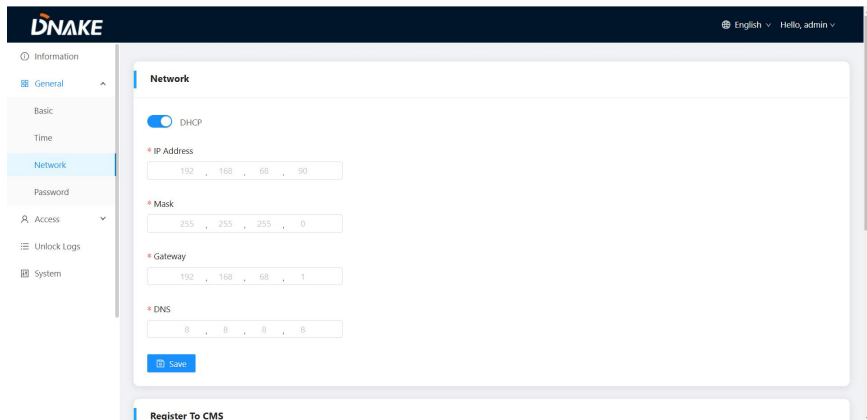 DNAKE
English
Hello, admin
Information
General
Basic
Time
Network
Password
Access
Unlock Logs
System
Network
DHCP
* IP Address
192 . 168 . 68 . 90
* Mask
255 . 255 . 255 . 0
* Gateway
192 . 168 . 68 . 1
* DNS
8 . 8 . 8 . 8
Save
Register To CMS